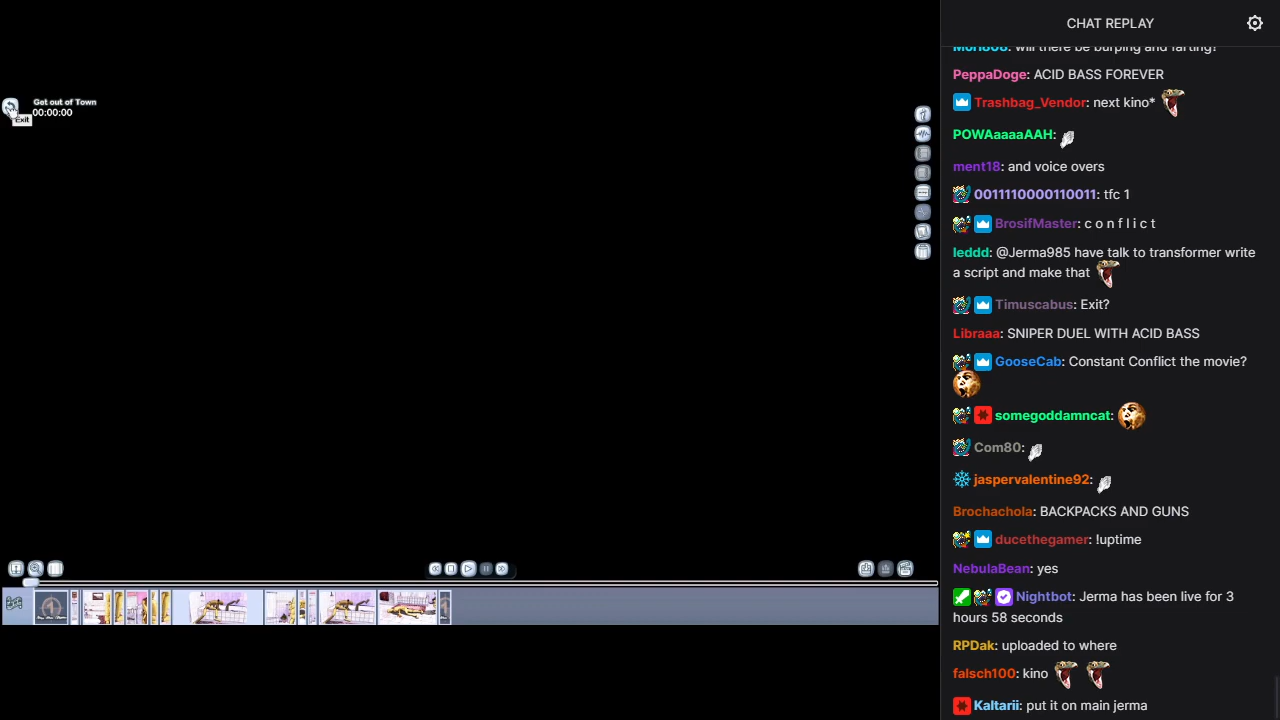 Get out of Town
00:00:00
Exit
CHAT REPLAY
Mori808: will there be burping and farting?
PeppaDoge: ACID BASS FOREVER
Trashbag_Vendor: next kino*
POWAaaaaAAH:
ment18: and voice overs
0011110000110011: tfc 1
BrosifMaster: c o n f l i c t
leddd: @Jerma985 have talk to transformer write
a script and make that
Timuscabus: Exit?
Libraaa: SNIPER DUEL WITH ACID BASS
GooseCab: Constant Conflict the movie?
somegoddamncat:
Com80:
jaspervalentine92:
Brochachola: BACKPACKS AND GUNS
ducethegamer: !uptime
NebulaBean: yes
Nightbot: Jerma has been live for 3
hours 58 seconds
RPDak: uploaded to where
falsch100: kino
Kaltarii: put it on main jerma